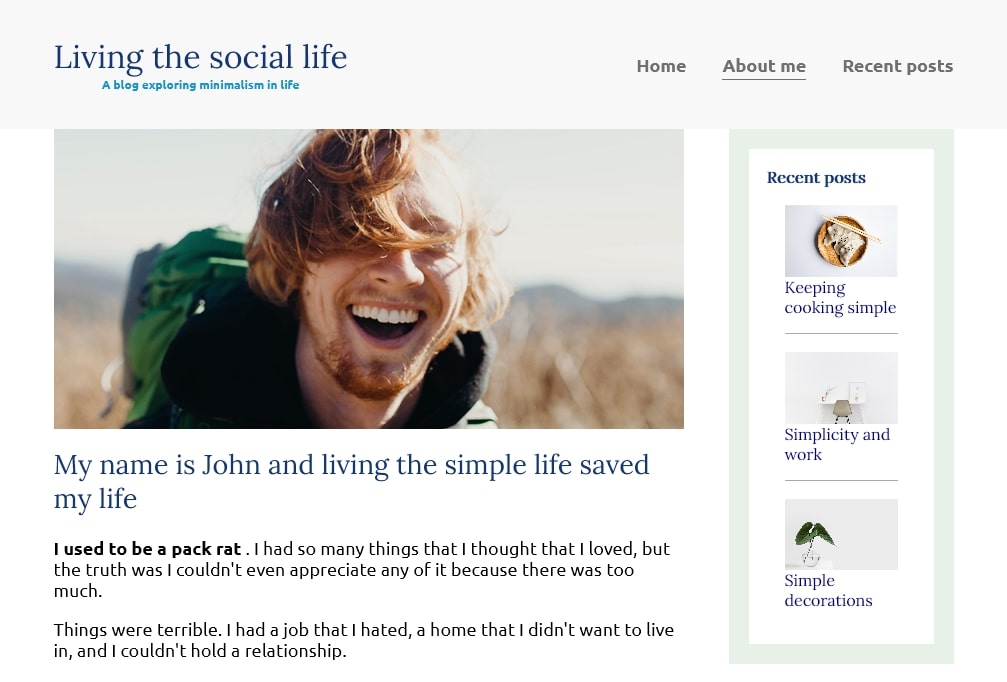 Living the social life
A blog exploring minimalism in life
Home About me Recent posts
My name is John and living the simple life saved
my life
I used to be a pack rat . I had so many things that I thought that I loved, but
the truth was I couldn't even appreciate any of it because there was too
much.
Things were terrible. I had a job that I hated, a home that I didn't want to live
in, and I couldn't hold a relationship.
Recent posts
Keeping
cooking simple
Simplicity and
work
Simple
decorations